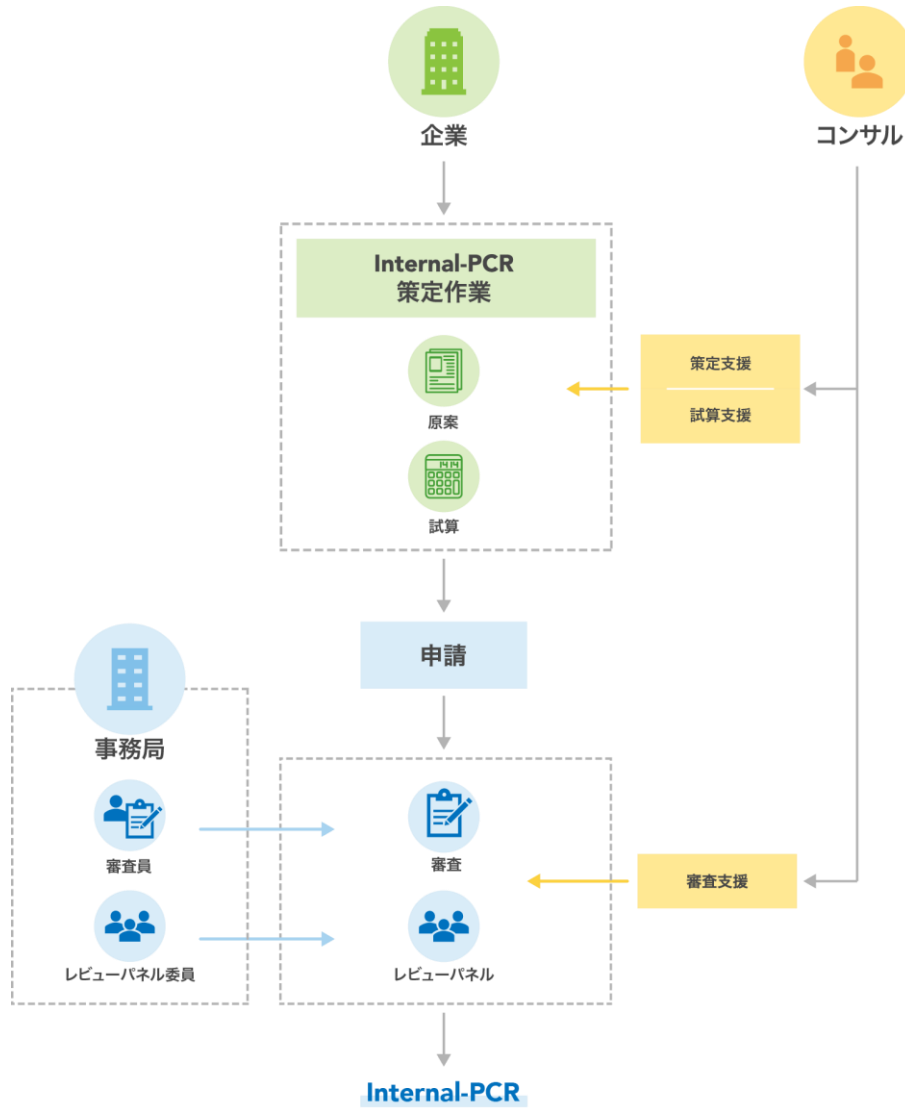 企業
コンサル
Internal-PCR
策定作業
原案
試算
策定支援
試算支援
申請
事務局
審査員
レビューパネル委員
審査
レビューパネル
審査支援
Internal-PCR